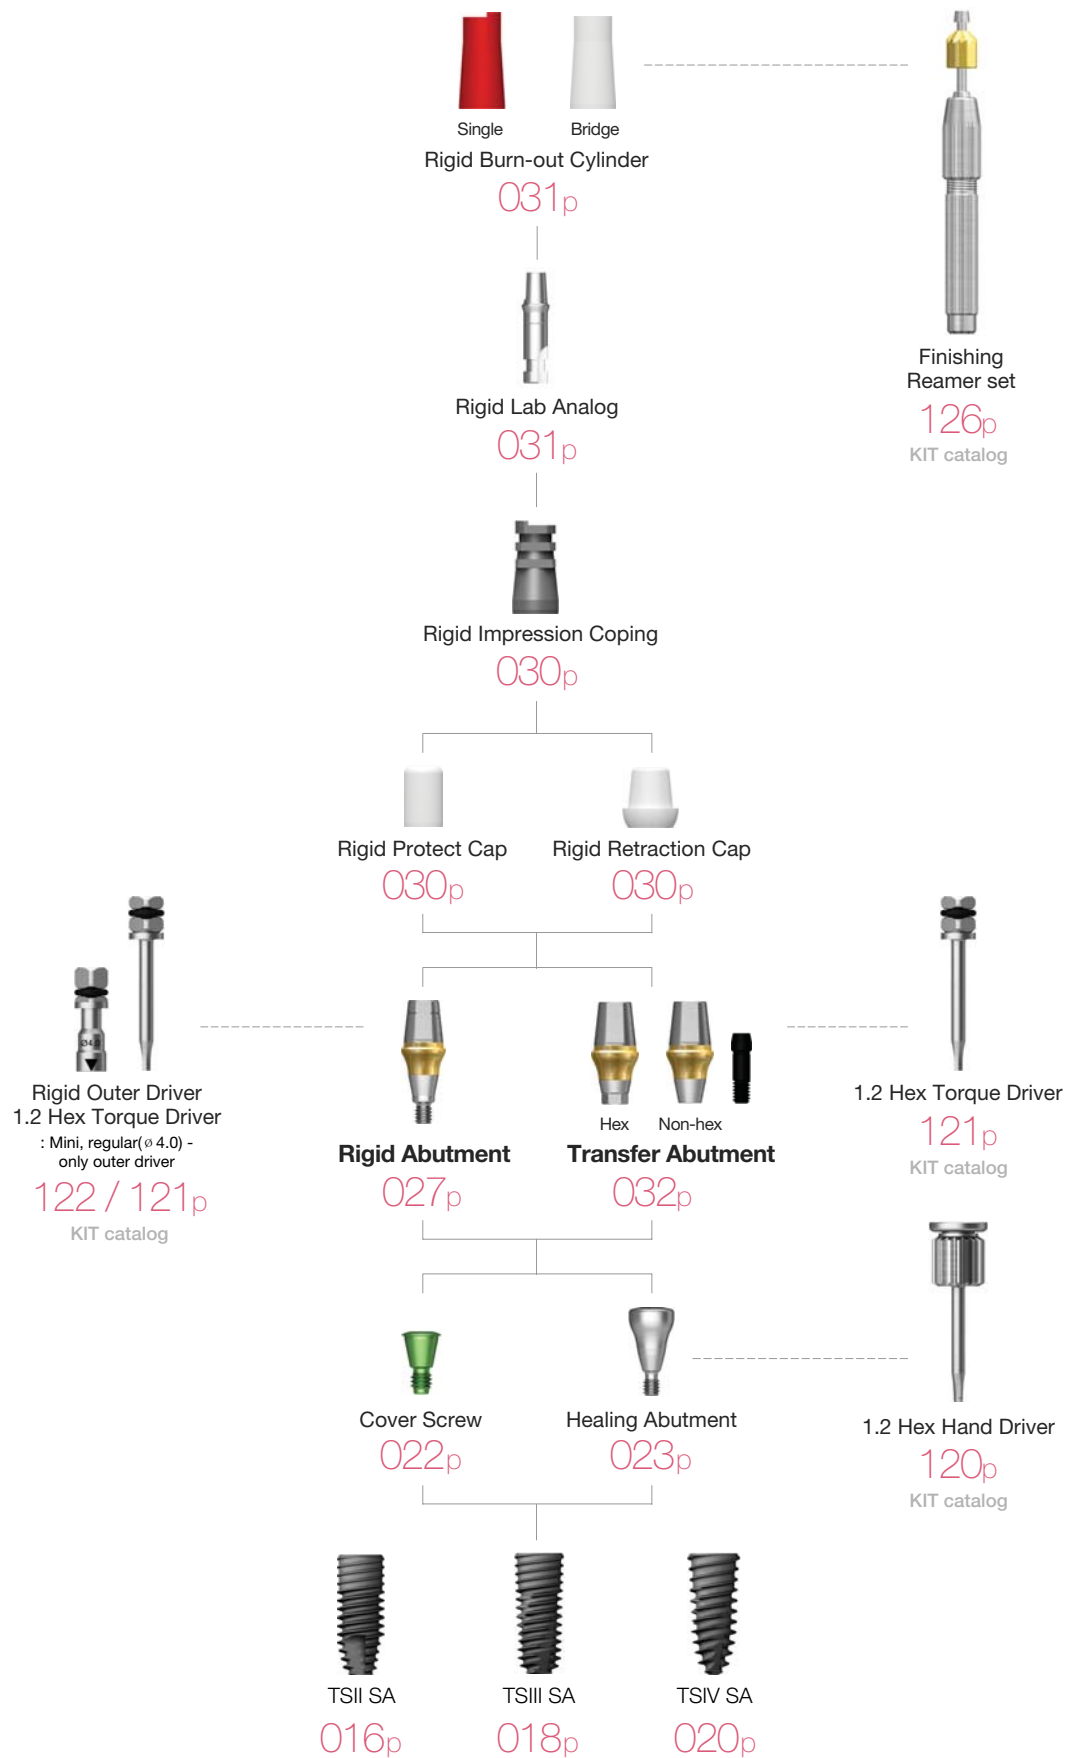 Single
Bridge
Rigid Burn-out Cylinder
031p
Finishing
Reamer set
126p
KIT catalog
Rigid Lab Analog
031p
Rigid Impression Coping
030p
Rigid Protect Cap
030p
Rigid Retraction Cap
030p
Ø4.0
Rigid Outer Driver
1.2 Hex Torque Driver
: Mini, regular(ø 4.0) -
only outer driver
122 / 121p
KIT catalog
Rigid Abutment
027p
Hex
Non-hex
Transfer Abutment
032p
1.2 Hex Torque Driver
121p
KIT catalog
Cover Screw
022p
Healing Abutment
023p
1.2 Hex Hand Driver
120p
KIT catalog
TSII SA
016p
TSIII SA
018p
TSIV SA
020p